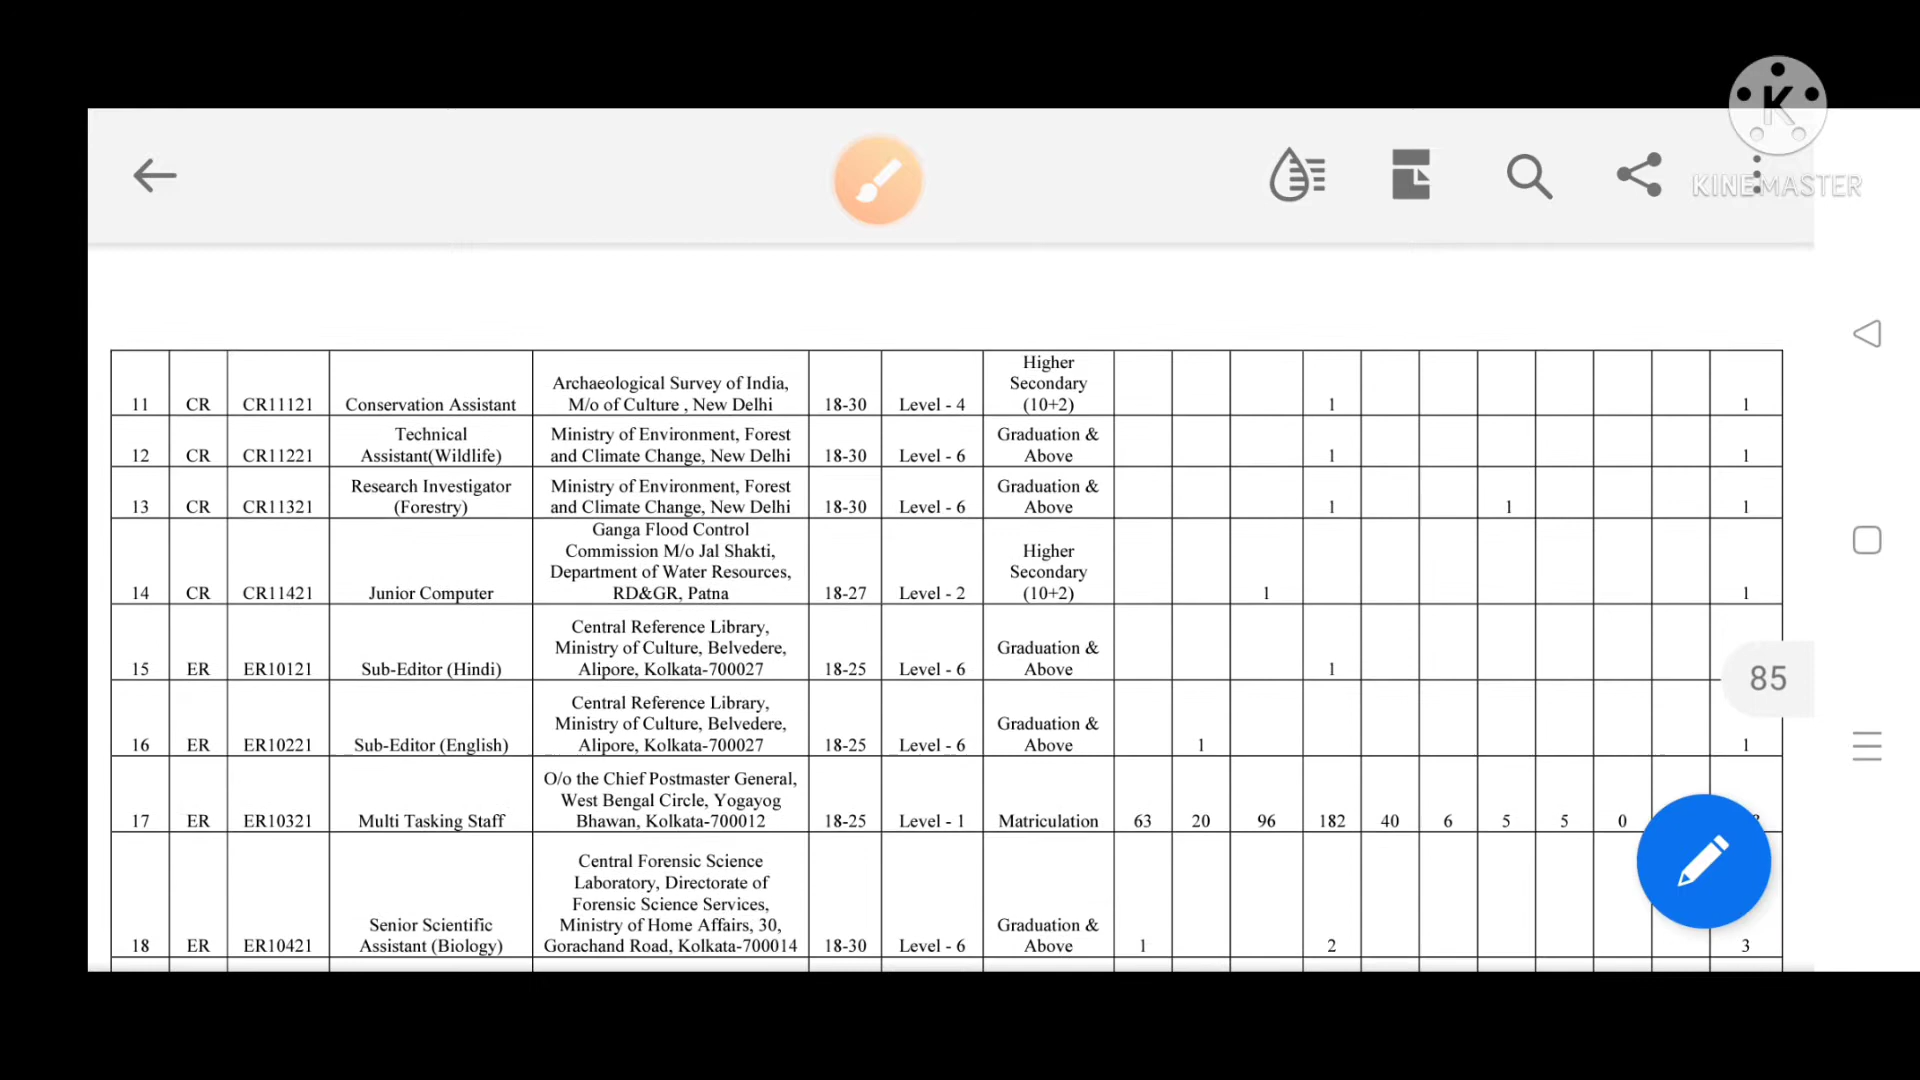 K
KINEMASTER
11 CR CR11121 Conservation Assistant Archaeological Survey of India, M/o of Culture , New Delhi 18-30 Level - 4 Higher Secondary (10+2) 1 1
12 CR CR11221 Technical Assistant(Wildlife) Ministry of Environment, Forest and Climate Change, New Delhi 18-30 Level - 6 Graduation & Above 1 1
13 CR CR11321 Research Investigator (Forestry) Ministry of Environment, Forest and Climate Change, New Delhi 18-30 Level - 6 Graduation & Above 1 1 1
14 CR CR11421 Junior Computer Ganga Flood Control Commission M/o Jal Shakti, Department of Water Resources, RD&GR, Patna 18-27 Level - 2 Higher Secondary (10+2) 1 1
15 ER ER10121 Sub-Editor (Hindi) Central Reference Library, Ministry of Culture, Belvedere, Alipore, Kolkata-700027 18-25 Level - 6 Graduation & Above 1
85
16 ER ER10221 Sub-Editor (English) Central Reference Library, Ministry of Culture, Belvedere, Alipore, Kolkata-700027 18-25 Level - 6 Graduation & Above 1 1
17 ER ER10321 Multi Tasking Staff O/o the Chief Postmaster General, West Bengal Circle, Yogayog Bhawan, Kolkata-700012 18-25 Level - 1 Matriculation 63 20 96 182 40 6 5 5 0
18 ER ER10421 Senior Scientific Assistant (Biology) Central Forensic Science Laboratory, Directorate of Forensic Science Services, Ministry of Home Affairs, 30, Gorachand Road, Kolkata-700014 18-30 Level - 6 Graduation & Above 1 2 3